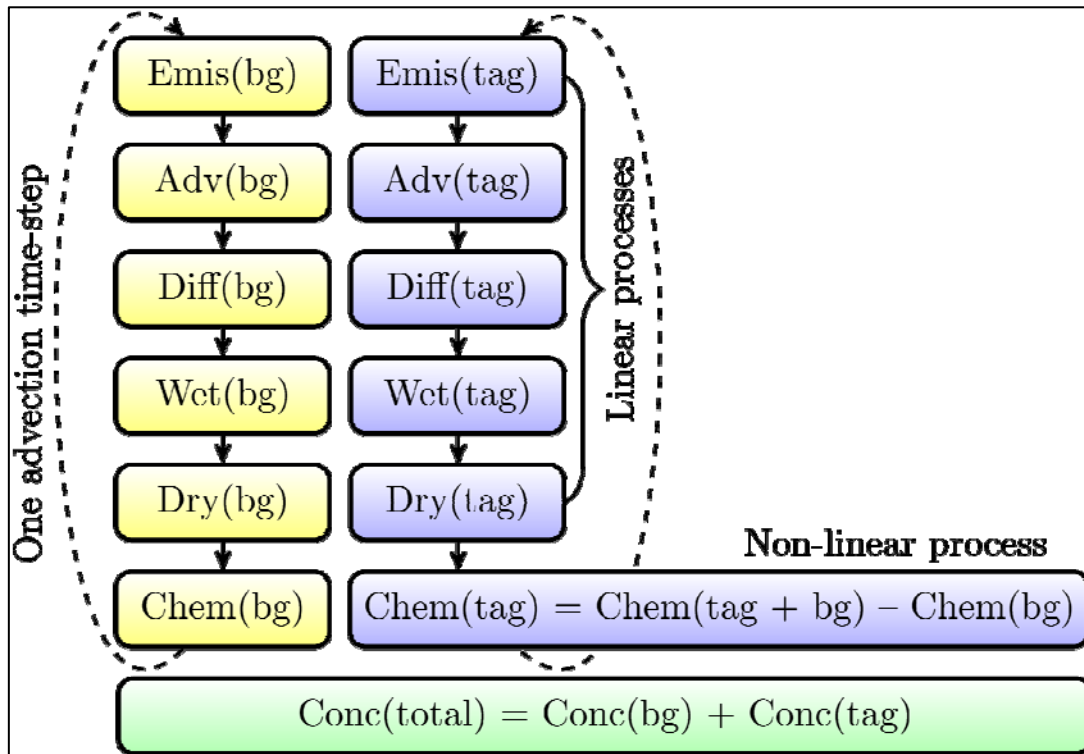 One advection time-step
Emis(bg)
Adv(bg)
Diff(bg)
Wet(bg)
Dry(bg)
Chem(bg)
Emis(tag)
Adv(tag)
Diff(tag)
Wet(tag)
Dry(tag)
Linear processes
Non-linear process
Chem(tag) = Chem(tag + bg) – Chem(bg)
Conc(total) = Conc(bg) + Conc(tag)